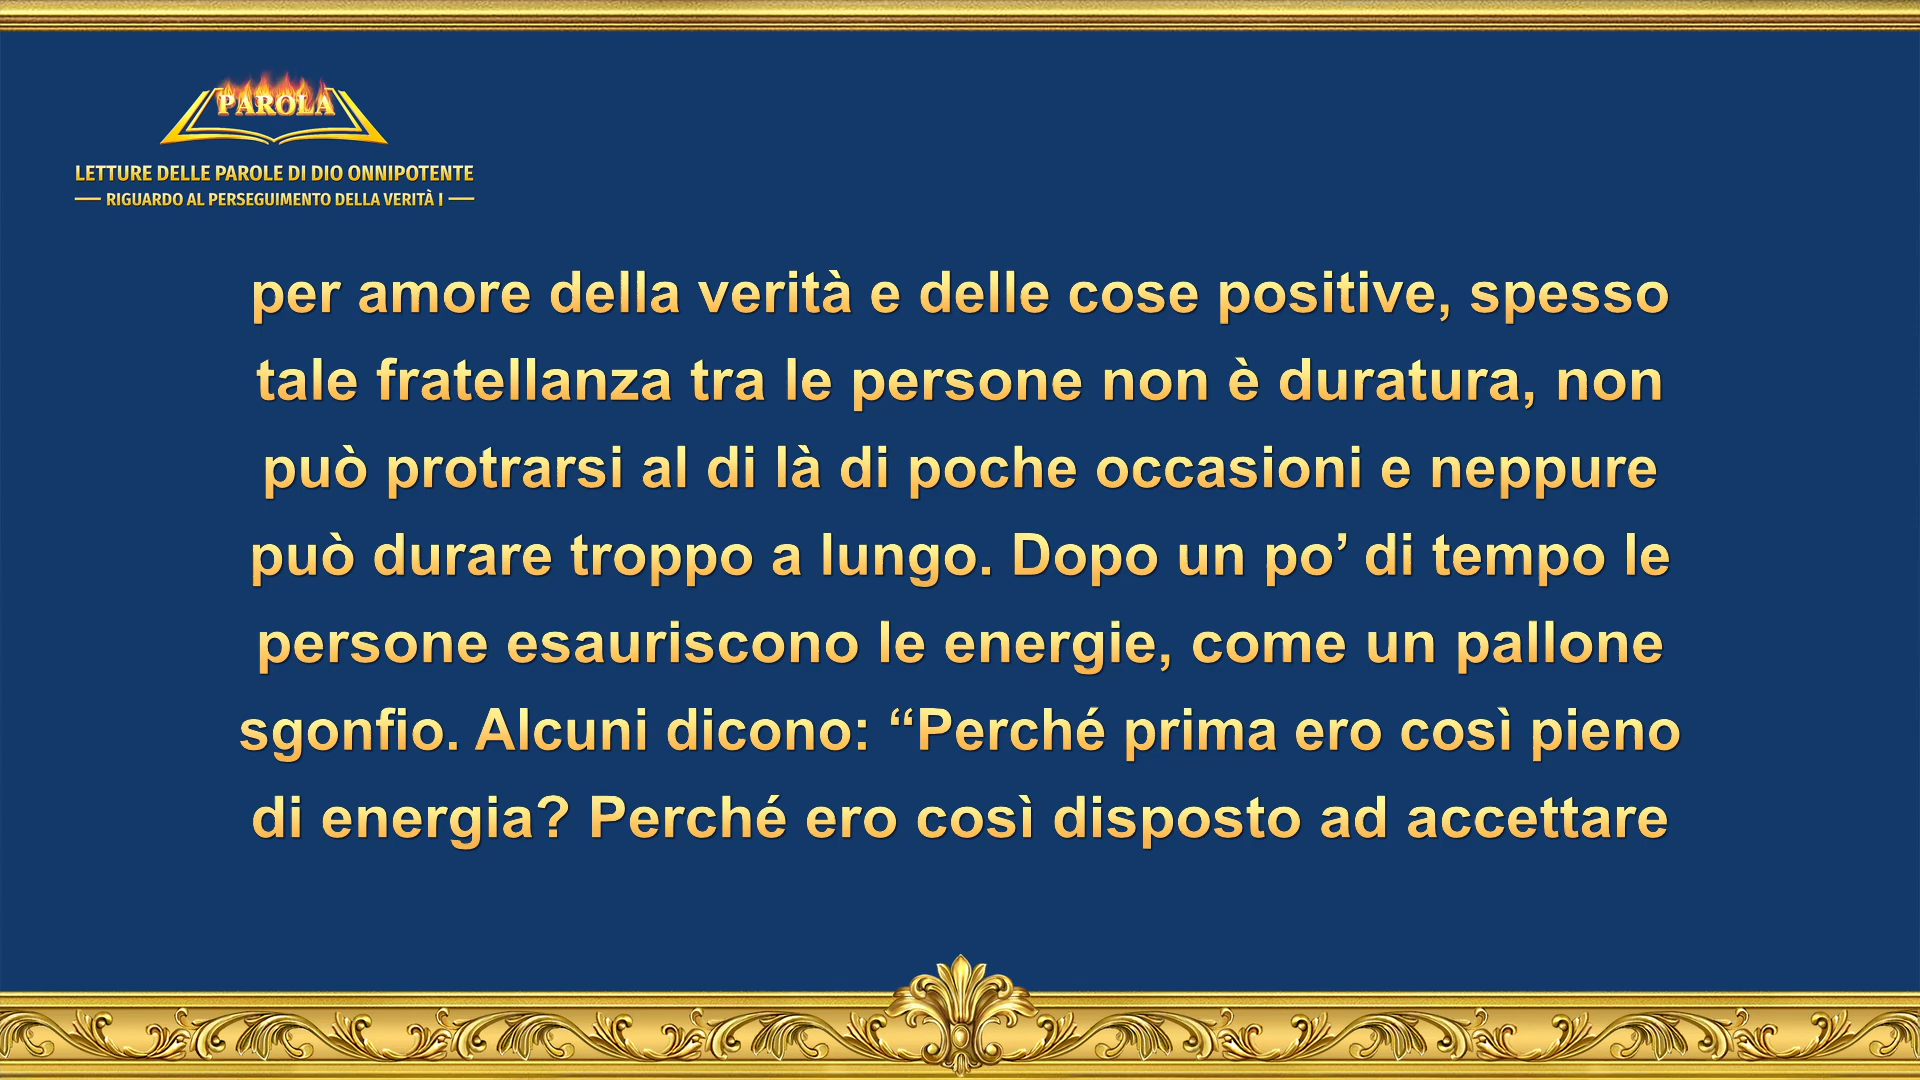 PAROLA
LETTURE DELLE PAROLE DI DIO ONNIPOTENTE
RIGUARDO AL PERSEGUIMENTO DELLA VERITÀ I
per amore della verità e delle cose positive, spesso
tale fratellanza tra le persone non è duratura, non
può protrarsi al di là di poche occasioni e neppure
può durare troppo a lungo. Dopo un po’ di tempo le
persone esauriscono le energie, come un pallone
sgonfio. Alcuni dicono: “Perché prima ero così pieno
di energia? Perché ero così disposto ad accettare